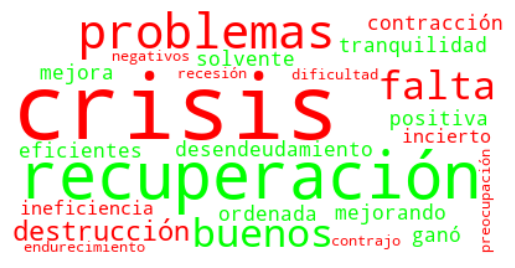 problemas contracción
negativos solvente tranquilidad
mejora recesión dificultad
crisis falta
positiva
incierto
eficientes desendeudamiento
recuperación preocupación
ineficiencia ordenada mejorando
destrucción buenos ganó
endurecimiento contrajo